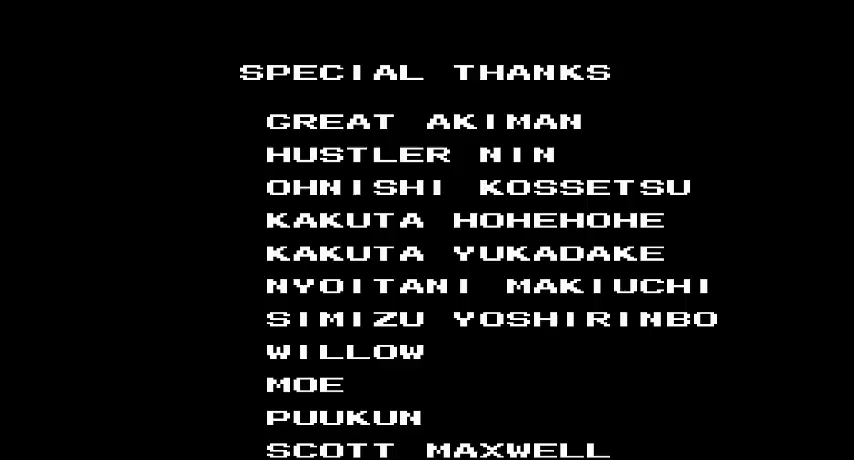 SPECIAL THANKS
GREAT AKIMAN
HUSTLER NIN
OHNISHI KOSSETSU
KAKUTA HOHEHOHE
KAKUTA YUKADAKE
NYOITANI MAKIUCHI
SIMIZU YOSHIRINBO
WILLOW
MOE
PUUKUN
SCOTT MAXWELL